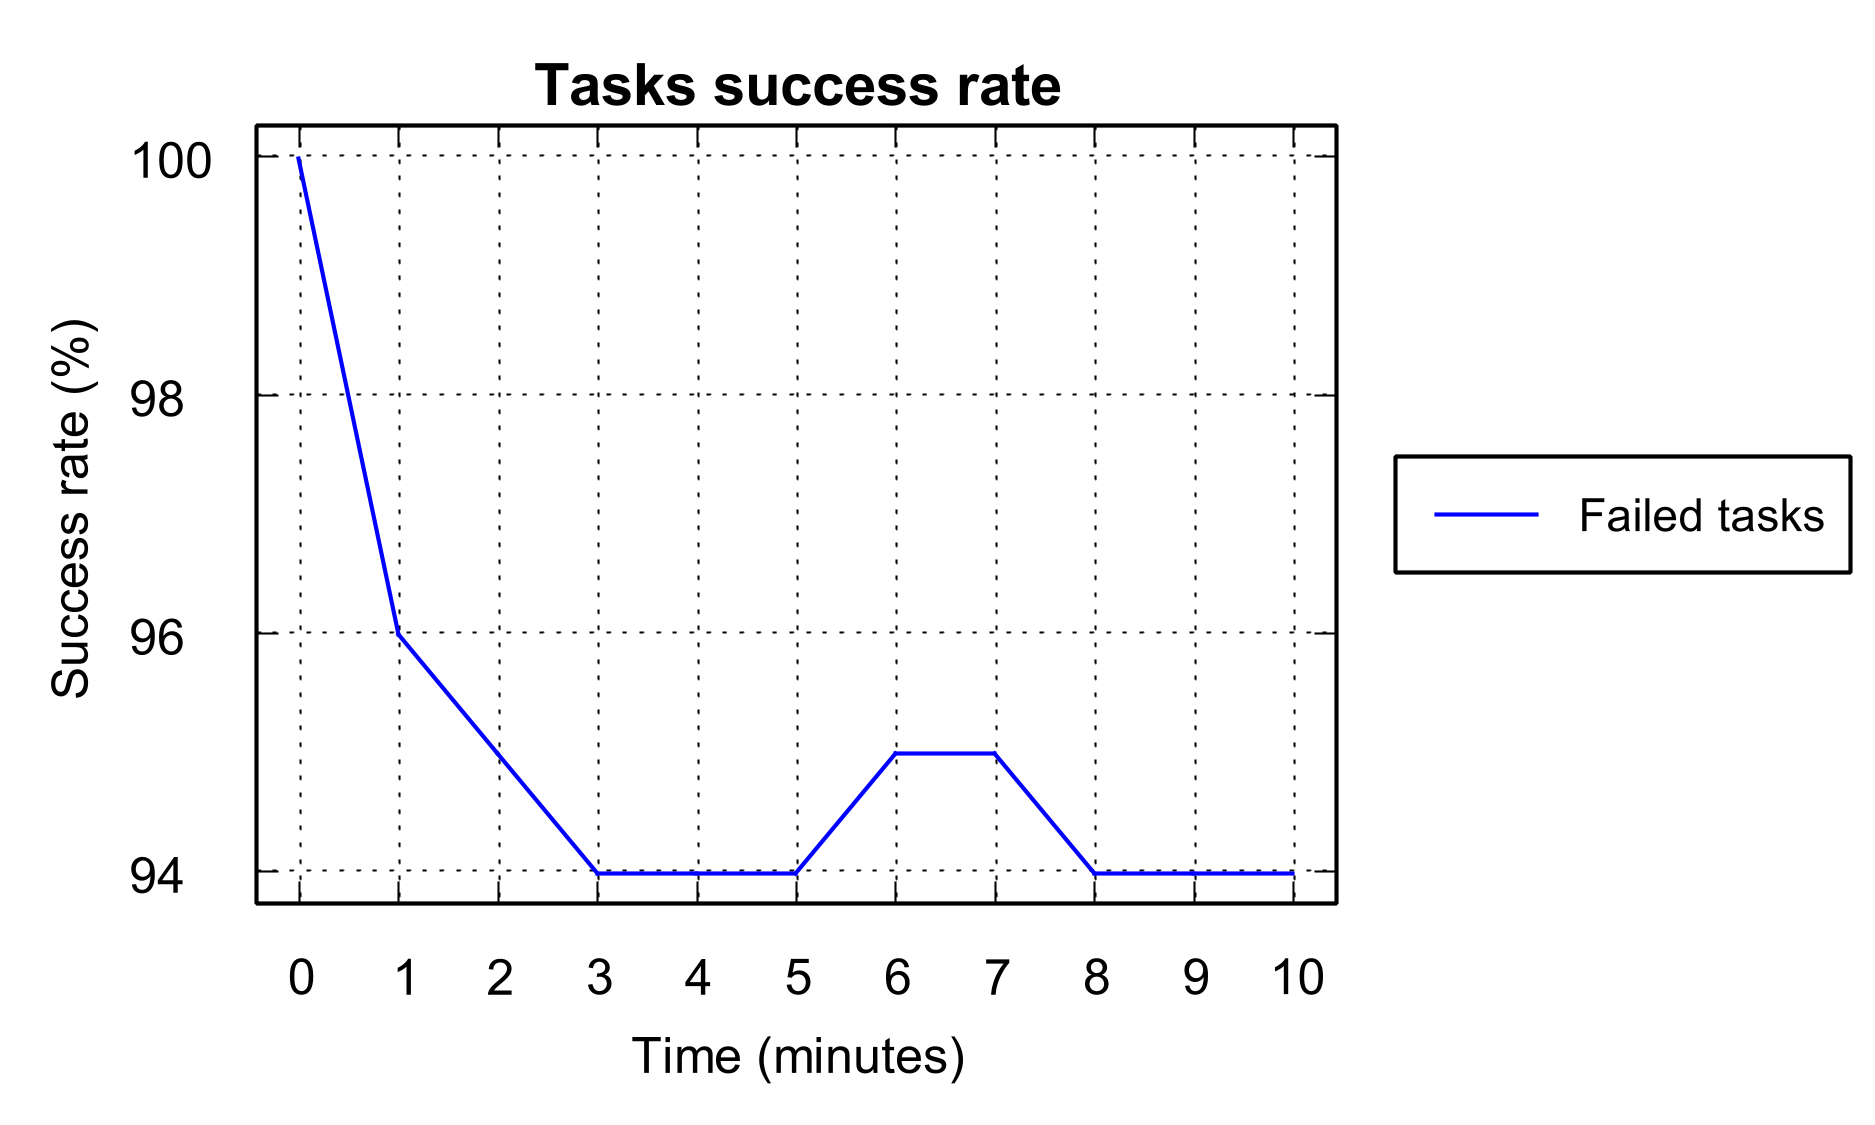 Tasks success rate
100
98
96
94
Success rate (%)
Failed tasks
0 1 2 3 4 5 6 7 8 9 10
Time (minutes)